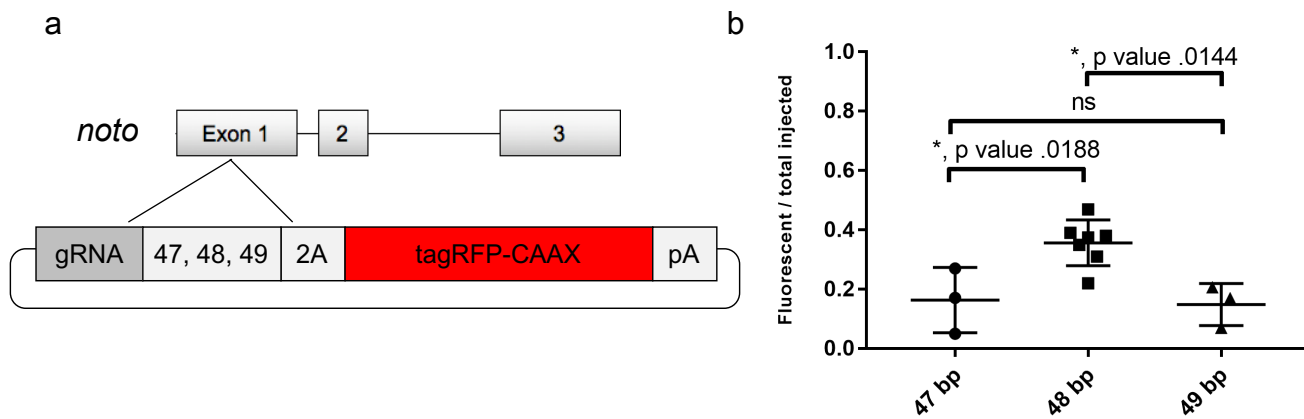 a
noto
Exon 1
2
3
gRNA
47, 48, 49
2A
tagRFP-CAAX
pA
b
Fluorescent / total injected
1.0
0.8
0.6
0.4
0.2
0.0
*, p value .0144
ns
*, p value .0188
47 bp
48 bp
49 bp